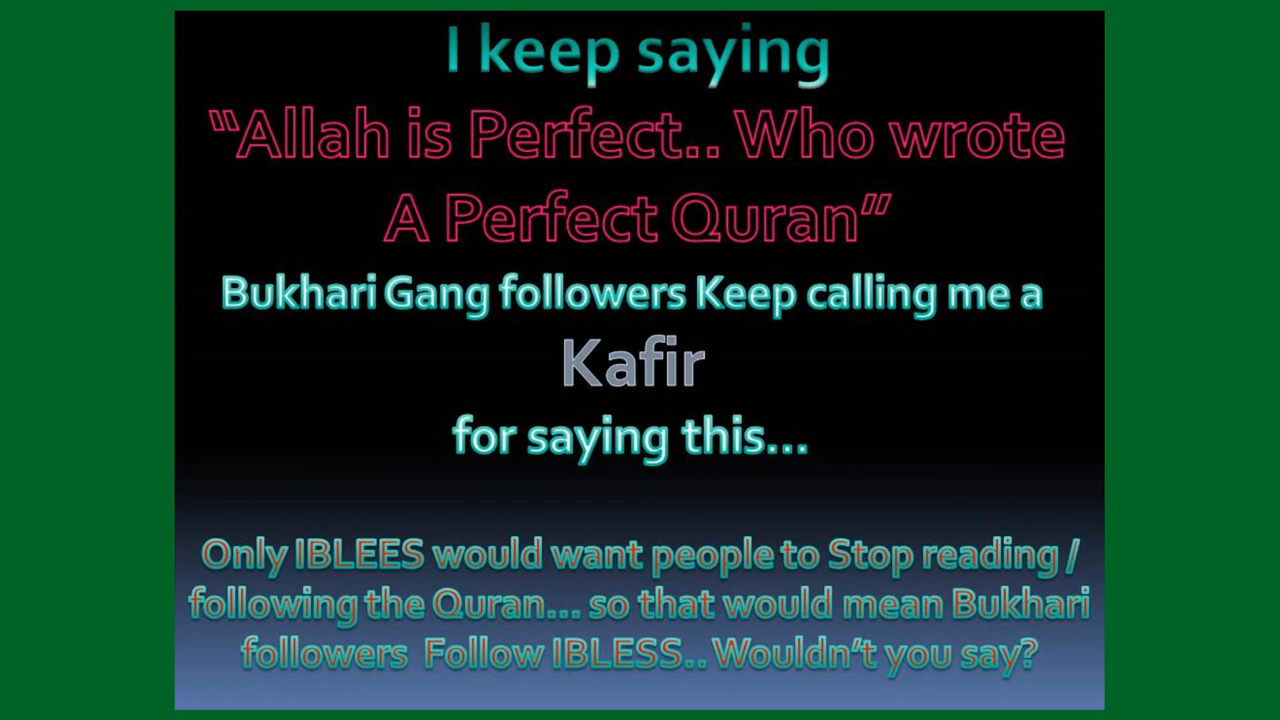 I keep saying
“Allah is Perfect.. Who wrote
A Perfect Quran”
Bukhari Gang followers Keep calling me a
Kafir
for saying this...
Only IBLEES would want people to Stop reading /
following the Quran... so that would mean Bukhari
followers Follow IBLESS.. Wouldn’t you say?